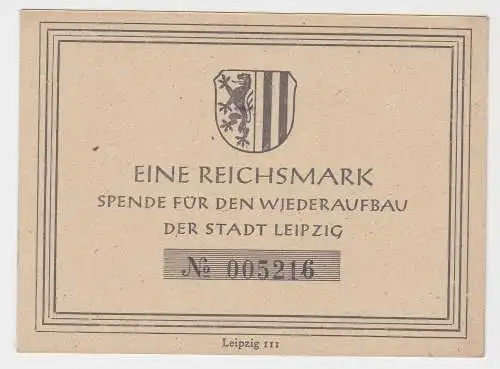 EINE REICHSMARK
SPENDE FÜR DEN WIEDERAUFBAU
DER STADT LEIPZIG
№ 005216
Leipzig III